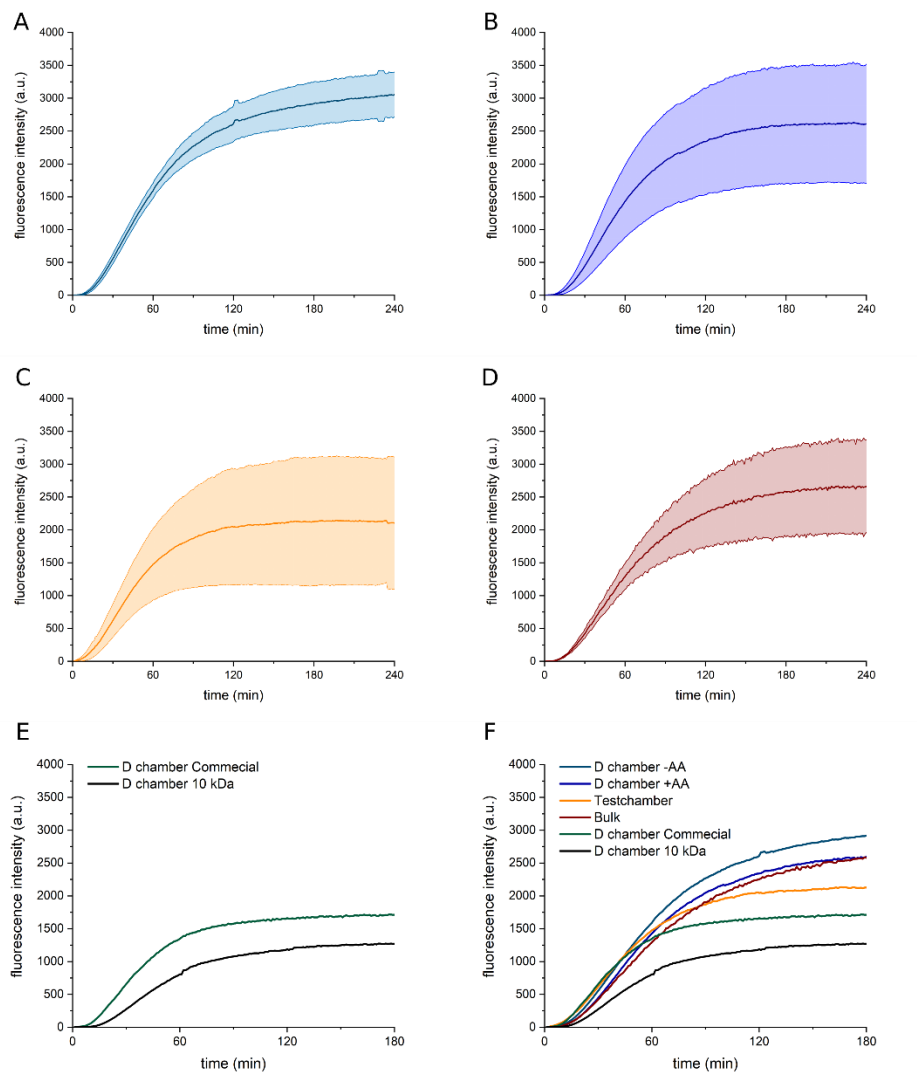 A
fluorescence intensity (a.u.)
4000
3500
3000
2500
2000
1500
1000
500
0
0 60 120 180 240
time (min)
B
fluorescence intensity (a.u.)
4000
3500
3000
2500
2000
1500
1000
500
0
0 60 120 180 240
time (min)
C
fluorescence intensity (a.u.)
4000
3500
3000
2500
2000
1500
1000
500
0
0 60 120 180 240
time (min)
D
fluorescence intensity (a.u.)
4000
3500
3000
2500
2000
1500
1000
500
0
0 60 120 180 240
time (min)
E
D chamber Commecial
D chamber 10 kDa
fluorescence intensity (a.u.)
4000
3500
3000
2500
2000
1500
1000
500
0
0 60 120 180
time (min)
F
D chamber -AA
D chamber +AA
Testchamber
Bulk
D chamber Commecial
D chamber 10 kDa
fluorescence intensity (a.u.)
4000
3500
3000
2500
2000
1500
1000
500
0
0 60 120 180
time (min)